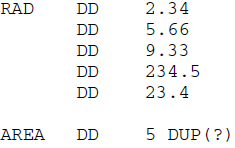 RAD DD 2.34
DD 5.66
DD 9.33
DD 234.5
DD 23.4
AREA DD 5 DUP(?)